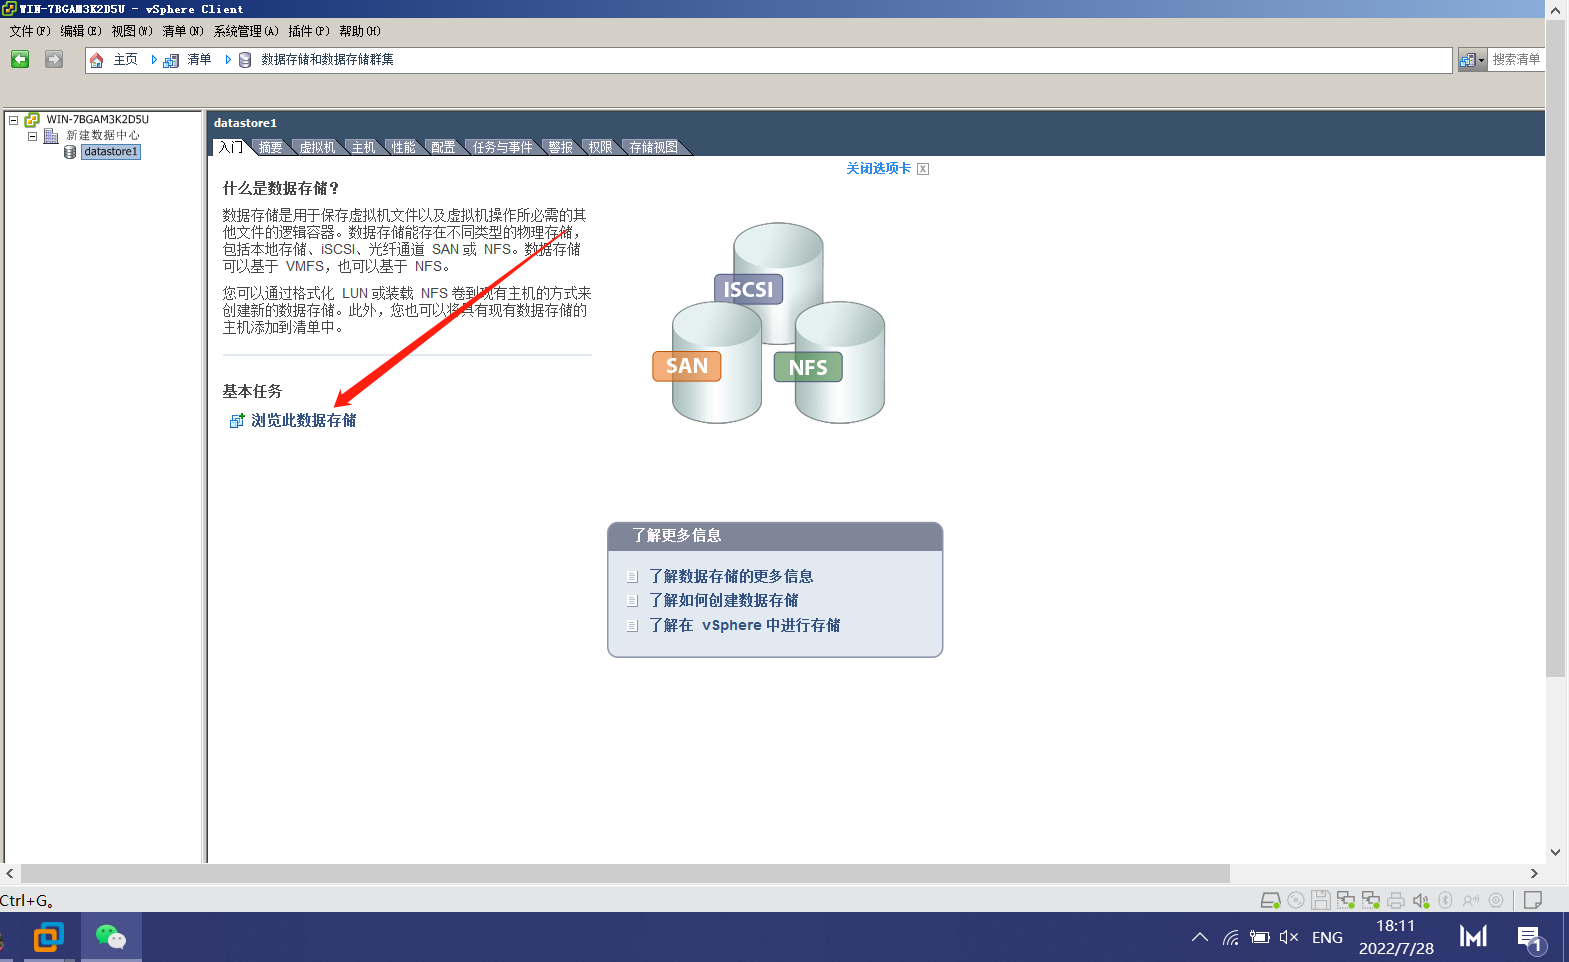 WIN-7BGAM3K2D5U - vSphere Client
文件(F) 编辑(E) 视图(W) 清单(N) 系统管理(A) 插件(P) 帮助(H)
主页 清单 数据存储和数据存储群集 搜索清单
WIN-7BGAM3K2D5U
新建数据中心
datastore1
datastore1
入门 摘要 虚拟机 主机 性能 配置 任务与事件 警报 权限 存储视图
关闭选项卡 X
什么是数据存储?
数据存储是用于保存虚拟机文件以及虚拟机操作所必需的其
他文件的逻辑容器。数据存储能存在不同类型的物理存储,
包括本地存储、iSCSI、光纤通道 SAN 或 NFS。数据存储
可以基于 VMFS，也可以基于 NFS。
您可以通过格式化 LUN 或装载 NFS 卷到现有主机的方式来
创建新的数据存储。此外，您也可以将具有现有数据存储的
主机添加到清单中。
基本任务
浏览此数据存储
ISCSI
SAN
NFS
了解更多信息
了解数据存储的更多信息
了解如何创建数据存储
了解在 vSphere 中进行存储
Ctrl+G。
ENG
18:11
2022/7/28
1